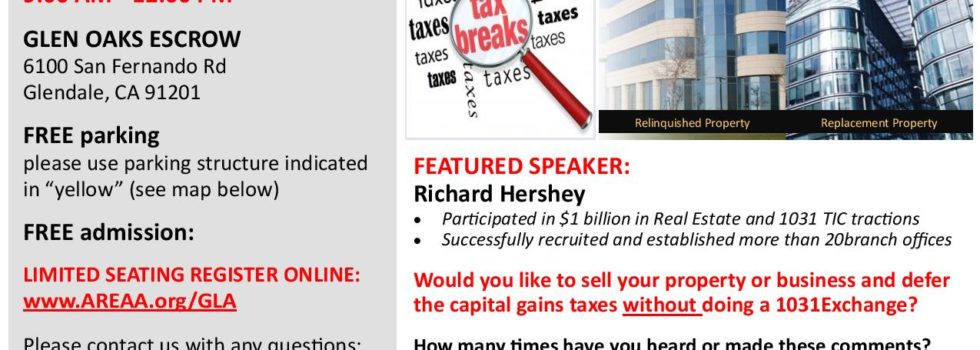 GLEN OAKS ESCROW
6100 San Fernando Rd
Glendale, CA 91201
FREE parking
please use parking structure indicated
in “yellow” (see map below)
FREE admission:
LIMITED SEATING REGISTER ONLINE:
www.AREAA.org/GLA
Please contact us with any questions:
taxes
taxes
tax
breaks
taxes
taxes
taxes
taxes
taxes
taxes
Relinquished Property
Replacement Property
FEATURED SPEAKER:
Richard Hershey
• Participated in $1 billion in Real Estate and 1031 TIC tractions
• Successfully recruited and established more than 20branch offices
Would you like to sell your property or business and defer
the capital gains taxes without doing a 1031Exchange?
How many times have you heard or made these comments?